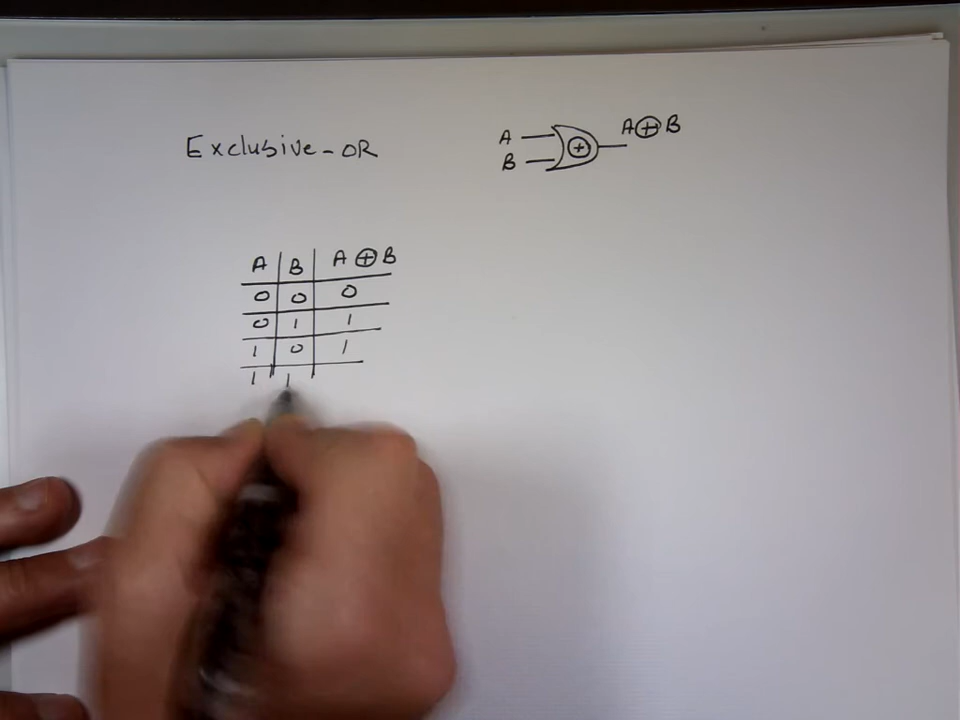 Exclusive-OR
A
B
⊕
A⊕B
A B A ⊕ B
0 0 0
0 1 1
1 0 1
1 1